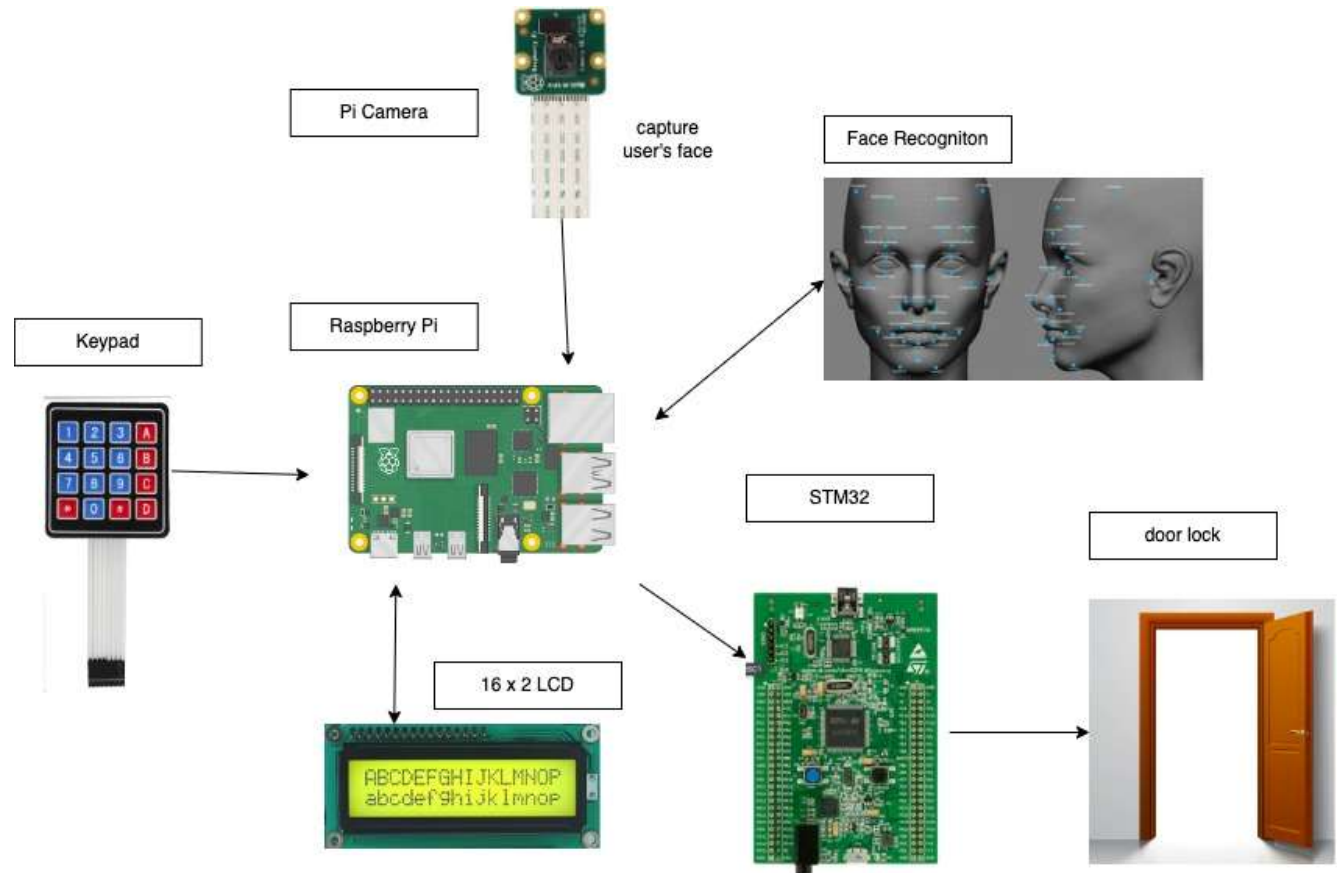 Pi Camera
capture
user's face
Face Recogniton
Raspberry Pi
Keypad
1 2 3 A
4 5 6 B
7 8 9 C
* 0 # D
STM32
door lock
16 x 2 LCD
ABCDEFGHIJKLMNOP
abcdefghijklmnop